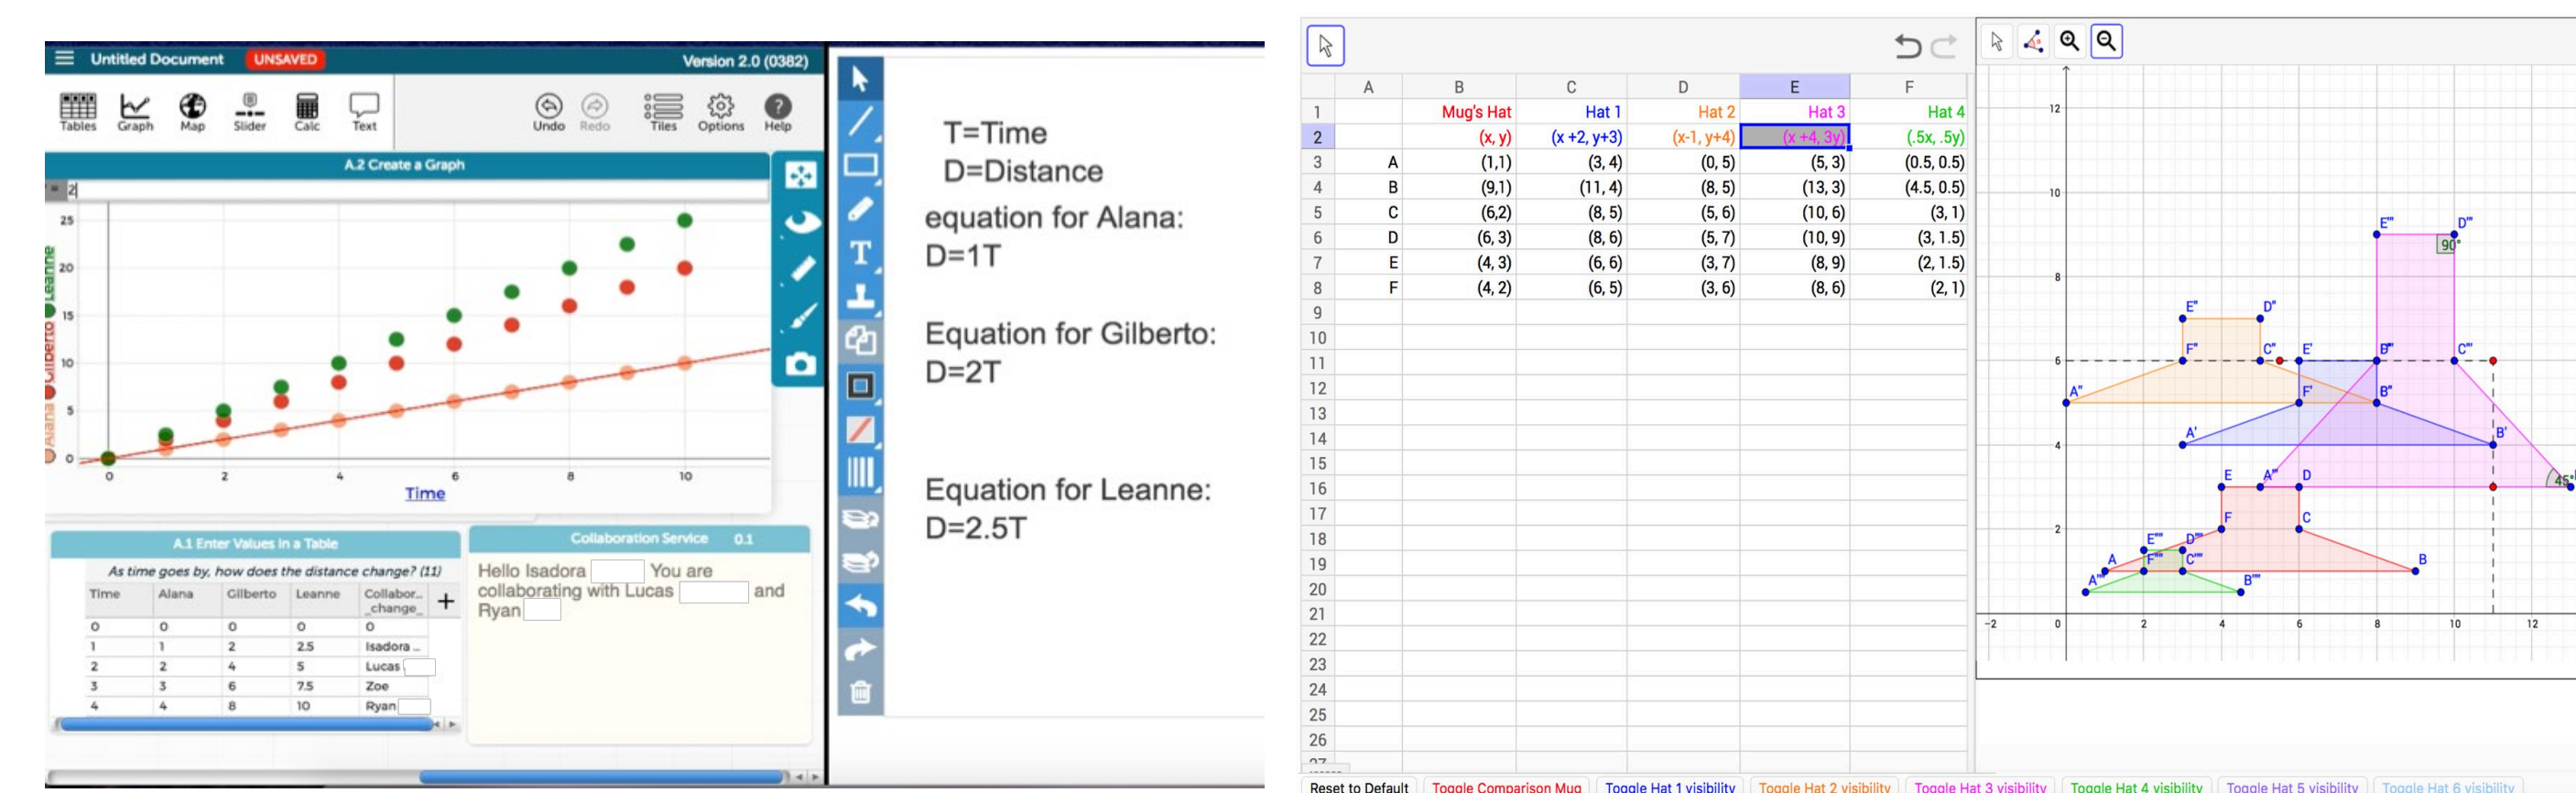 Untitled Document UNSAVED Version 2.0 (0382)
Tables Graph Map Slider Calc Text Undo Redo Tiles Options Help
A.2 Create a Graph
= 2
25
20
15
10
5
0
Alana Gilberto Leanne
0 2 4 6 8 10
Time
A.1 Enter Values in a Table
As time goes by, how does the distance change? (11)
Time Alana Gilberto Leanne Collabor... _change_ +
0 0 0 0 0
1 1 2 2.5 Isadora ...
2 2 4 5 Lucas
3 3 6 7.5 Zoe
4 4 8 10 Ryan
Collaboration Service 0.1
Hello Isadora You are
collaborating with Lucas and
Ryan
T
T=Time
D=Distance
equation for Alana:
D=1T
Equation for Gilberto:
D=2T
Equation for Leanne:
D=2.5T
A B C D E F
1 Mug's Hat Hat 1 Hat 2 Hat 3 Hat 4
2 (x, y) (x +2, y+3) (x-1, y+4) (x +4, 3y) (.5x, .5y)
3 A (1,1) (3, 4) (0, 5) (5, 3) (0.5, 0.5)
4 B (9,1) (11, 4) (8, 5) (13, 3) (4.5, 0.5)
5 C (6,2) (8, 5) (5, 6) (10, 6) (3, 1)
6 D (6, 3) (8, 6) (5, 7) (10, 9) (3, 1.5)
7 E (4, 3) (6, 6) (3, 7) (8, 9) (2, 1.5)
8 F (4, 2) (6, 5) (3, 6) (8, 6) (2, 1)
9
10
11
12
13
14
15
16
17
18
19
20
21
22
23
24
25
26
27
12
10
E''' D'''
90°
8
E'' D''
6 F'' C'' E' C'''
A'' F' B''
4 A' B'
E A''' D 45°
2 F C
E'''' D''''
A F'''' C'''' B
A'''' B''''
-2 0 2 4 6 8 10 12
Reset to Default Toggle Comparison Mug Toggle Hat 1 visibility Toggle Hat 2 visibility Toggle Hat 3 visibility Toggle Hat 4 visibility Toggle Hat 5 visibility Toggle Hat 6 visibility